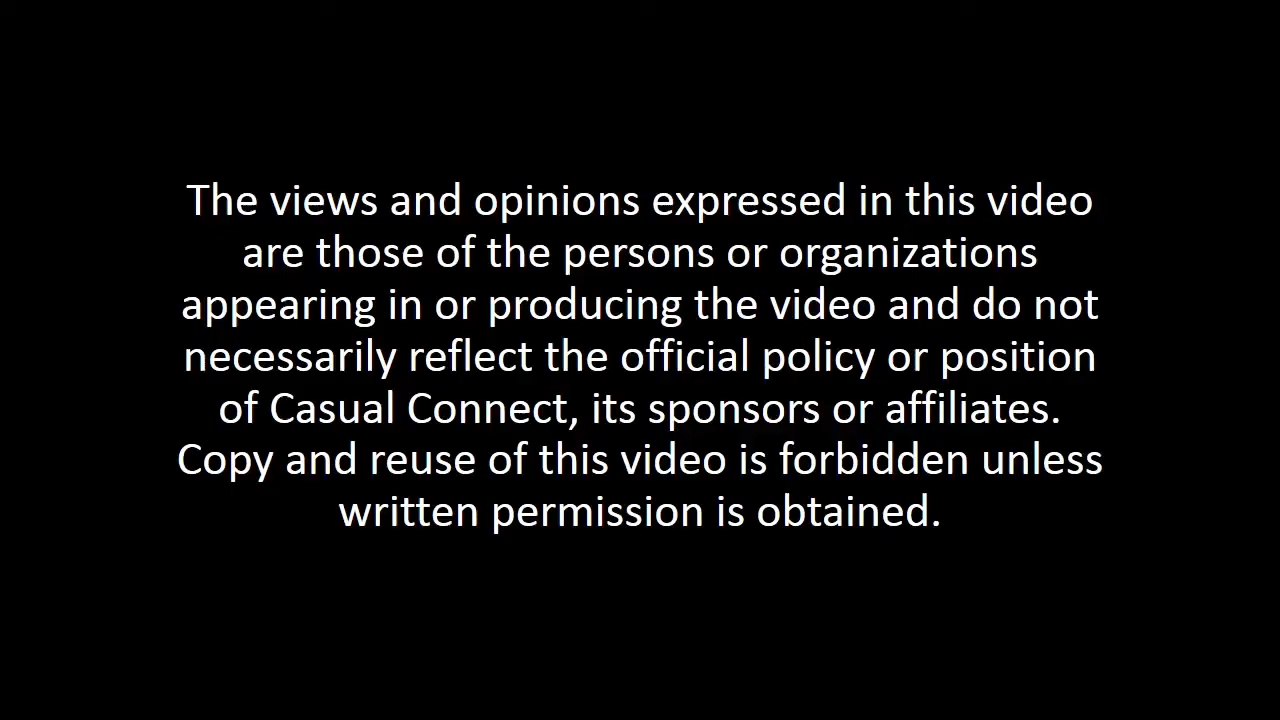 The views and opinions expressed in this video
are those of the persons or organizations
appearing in or producing the video and do not
necessarily reflect the official policy or position
of Casual Connect, its sponsors or affiliates.
Copy and reuse of this video is forbidden unless
written permission is obtained.